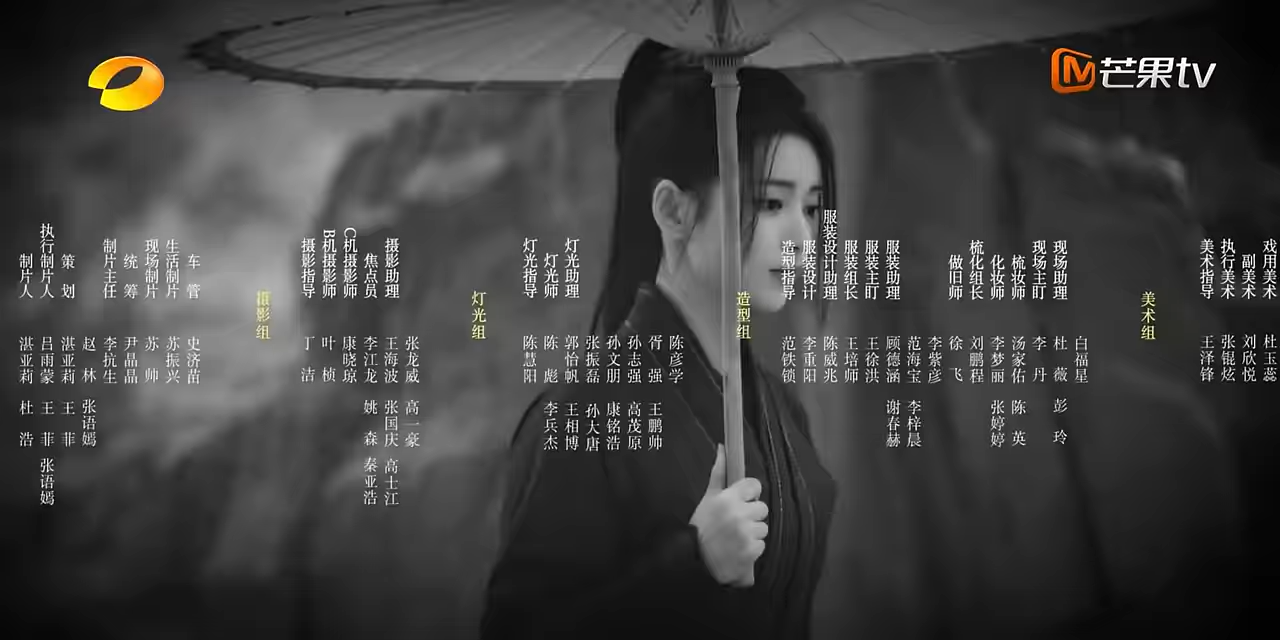 芒果tv
制片人 湛亚莉 杜浩
执行制片人 吕雨蒙 王菲 张语嫣
策划 湛亚莉 王菲
赵林 张语嫣
制片主任 李抗生
统筹 尹晶晶
现场制片 苏帅
生活制片 苏振兴
车管 史济苗
摄影组
摄影指导 丁洁
B机摄影师 叶桢
C机摄影师 康晓琼
焦点员 李江龙 姚森 秦亚浩
摄影助理 王海波 张国庆 高士江
张龙威 高一豪
灯光组
灯光指导 陈慧阳
灯光师 陈彪 李兵杰
灯光助理 郭怡帆 王相博
张振磊 孙大唐
孙文朋 康铭浩
孙志强 高茂原
胥强 王鹏帅
陈彦学
造型组
造型指导 范铁锁
服装设计 李重阳
服装设计助理 陈威兆
服装组长 王培师
服装主盯 王徐洪
服装助理 顾德涵 谢春赫
范海宝 李梓晨
李紫彦
做旧师 徐飞
梳化组长 刘鹏程
化妆师 李梦丽 张婷婷
梳妆师 汤家佑 陈英
现场主盯 李丹
现场助理 杜薇 彭玲
白福星
美术组
美术指导 王泽锋
执行美术 张锟炫
副美术 刘欣悦
戏用美术 杜玉蕊